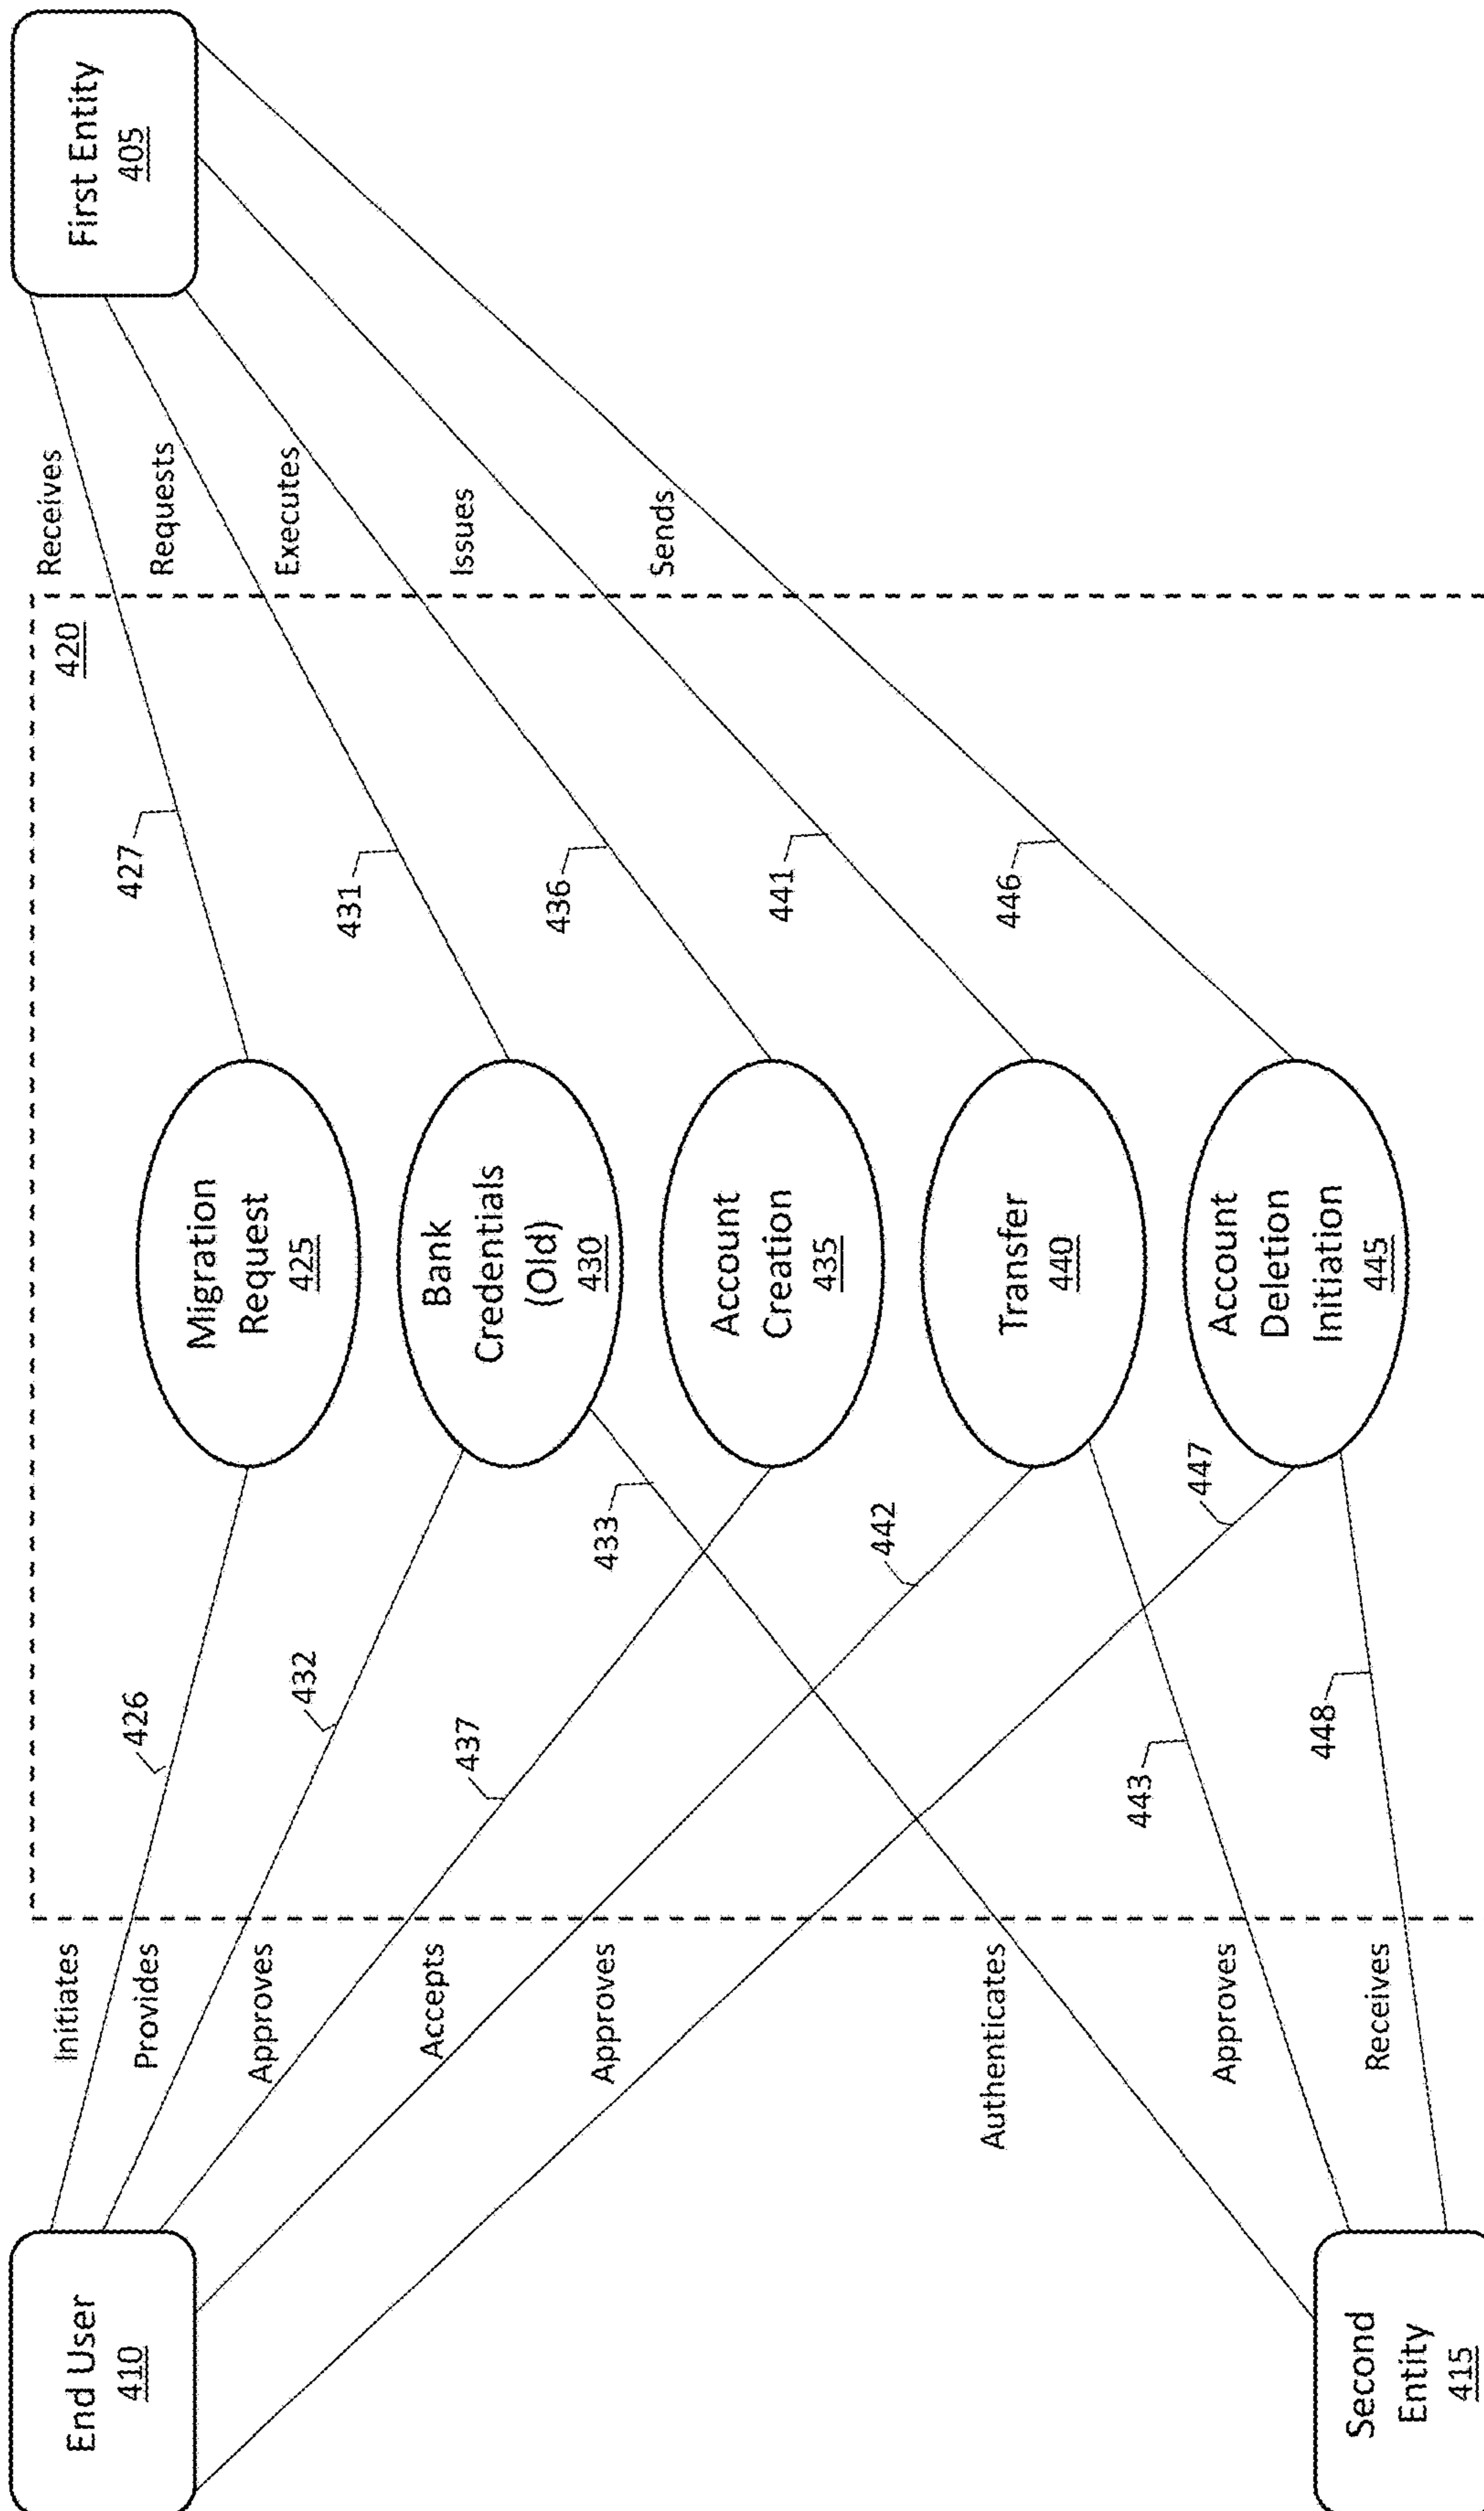 End User
410
First Entity
405
Second
Entity
415
420
Initiates
Provides
Approves
Accepts
Approves
Authenticates
Approves
Receives
Receives
Requests
Executes
Issues
Sends
Migration
Request
425
Bank
Credentials
(Old)
430
Account
Creation
435
Transfer
440
Account
Deletion
Initiation
445
426
432
437
433
442
447
443
448
427
431
436
441
446